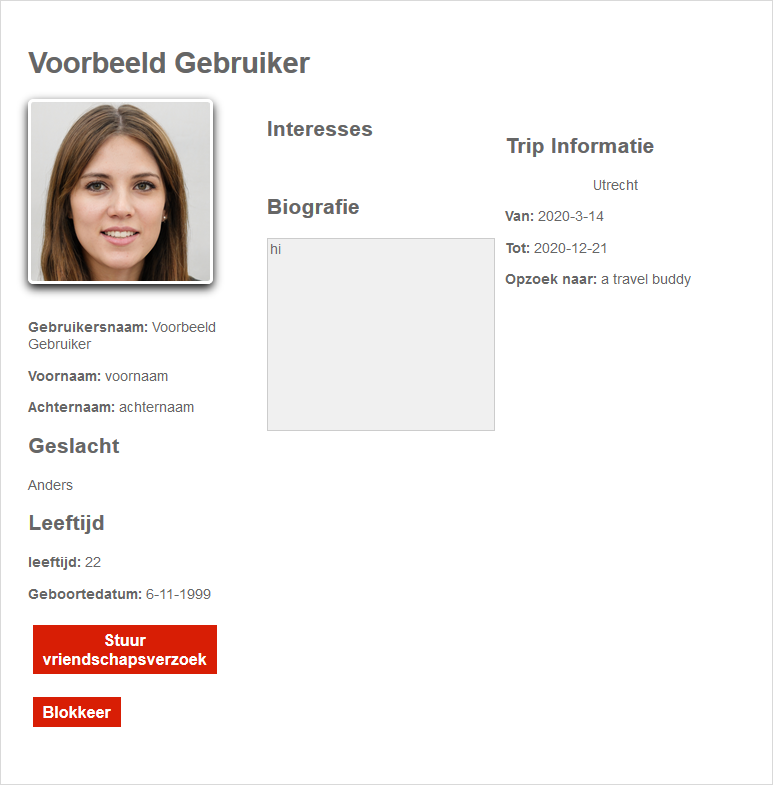 Voorbeeld Gebruiker
Gebruikersnaam: Voorbeeld
Gebruiker
Voornaam: voornaam
Achternaam: achternaam
Geslacht
Anders
Leeftijd
leeftijd: 22
Geboortedatum: 6-11-1999
Stuur
vriendschapsverzoek
Blokkeer
Interesses
Biografie
hi
Trip Informatie
Utrecht
Van: 2020-3-14
Tot: 2020-12-21
Opzoek naar: a travel buddy